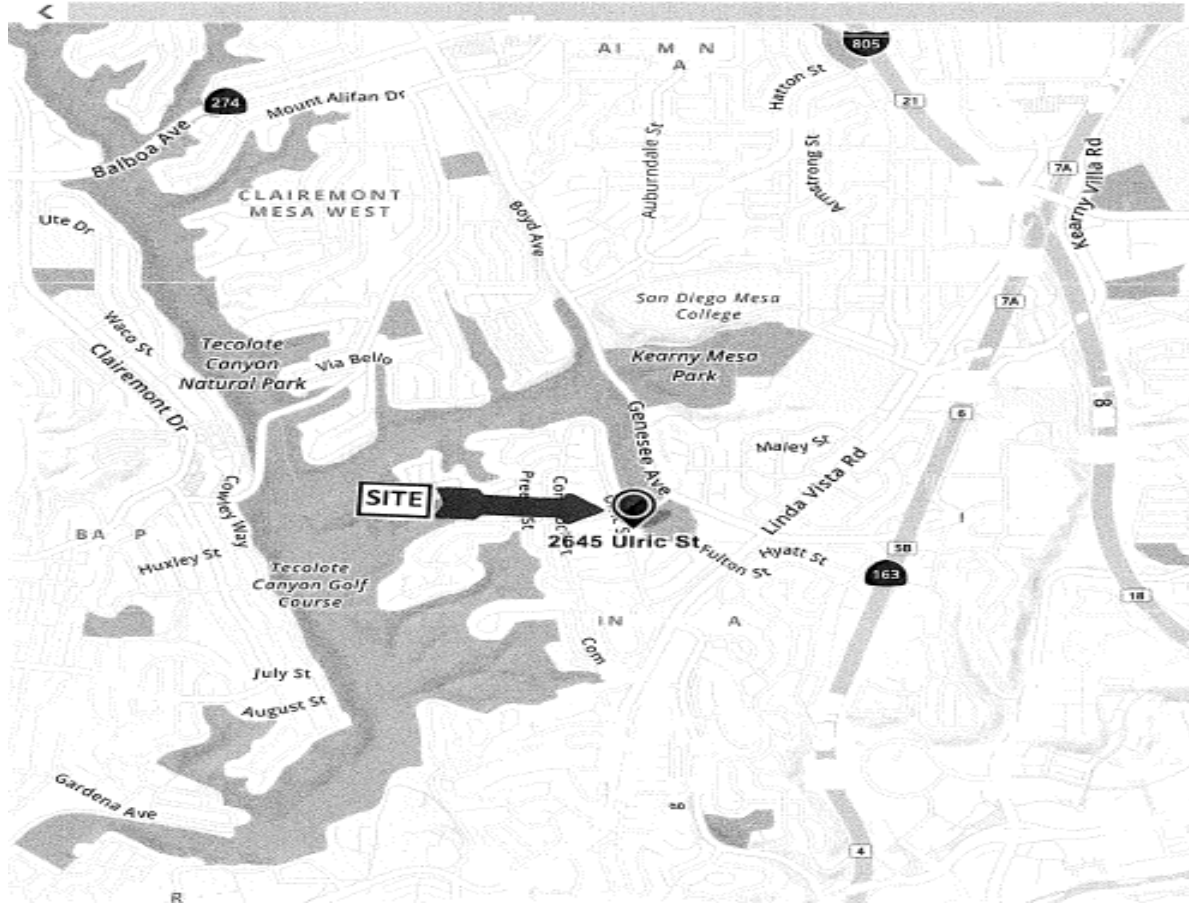 805
AI M N
A
274
Mount Alifan Dr
Hatton St
21
Balboa Ave
Auburndale St
Armstrong St
7A
Kearny Villa Rd
CLAIREMONT
MESA WEST
Ute Dr
Boyd Ave
San Diego Mesa
College
7A
Waco St
Tecolote
Canyon
Natural Park
Via Bello
Kearny Mesa
Park
Clairemont Dr
6
8
Genesee Ave
Maley St
Linda Vista Rd
SITE
Cowley Way
2645 Ulric St
BA P
I
Huxley St
Fulton St
Hyatt St
5B
163
Tecolote
Canyon Golf
Course
18
IN A
Com
July St
August St
Gardena Ave
8
4
R